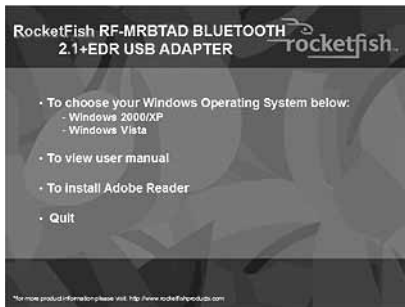 RocketFish RF-MRBTAD BLUETOOTH
2.1+EDR USB ADAPTER
rocketfish™
· To choose your Windows Operating System below:
- Windows 2000/XP
- Windows Vista
· To view user manual
· To install Adobe Reader
· Quit
*for more product information please visit: http://www.rocketfishproducts.com